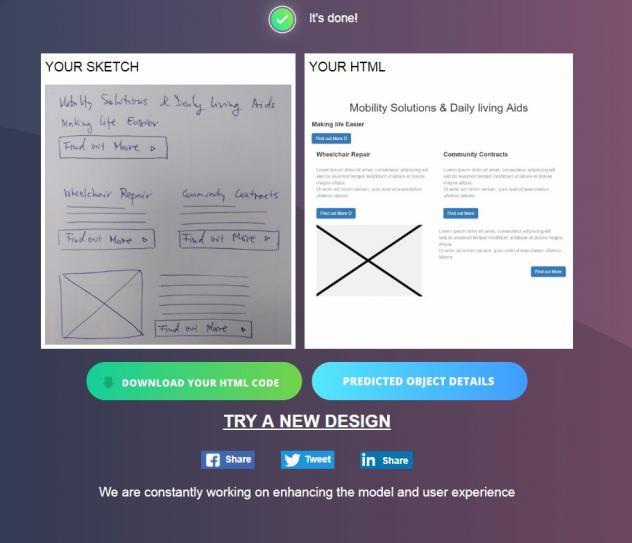 It's done!
YOUR SKETCH
Mobility Solutions & Daily living Aids
Making life Easier
Find out More
Wheelchair Repair
Community Contracts
Find out More
Find out More
Find out More
YOUR HTML
Mobility Solutions & Daily living Aids
Making life Easier
Find out More D
Wheelchair Repair
Lorem ipsum dolor sit amet, consectetur adipiscing elit
sed do eiusmod tempor incididunt ut labore et dolore
magna aliqua.
Ut enim ad minim veniam, quis nostrud exercitation
ullamco laboris.
Find out More D
Community Contracts
Lorem ipsum dolor sit amet, consectetur adipiscing elit
sed do eiusmod tempor incididunt ut labore et dolore
magna aliqua.
Ut enim ad minim veniam, quis nostrud exercitation
ullamco laboris.
Find out More
Lorem ipsum dolor sit amet, consectetur adipiscing elit
sed do eiusmod tempor incididunt ut labore et dolore magna
aliqua.
Ut enim ad minim veniam, quis nostrud exercitation ullamco
laboris.
Find out More
DOWNLOAD YOUR HTML CODE
PREDICTED OBJECT DETAILS
TRY A NEW DESIGN
Share
Tweet
in Share
We are constantly working on enhancing the model and user experience